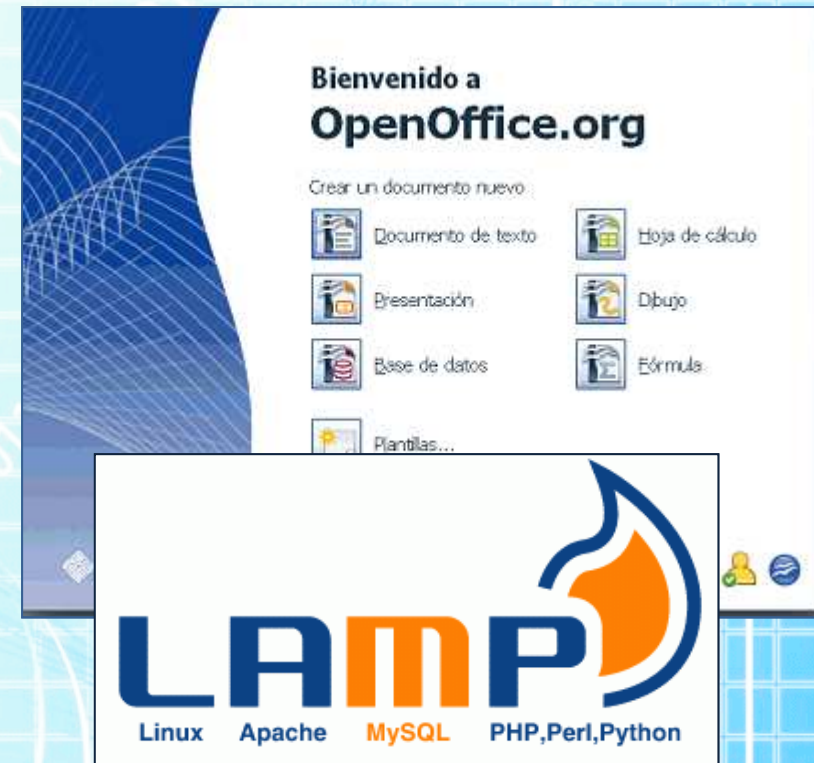 Bienvenido a
OpenOffice.org
Crear un documento nuevo
Documento de texto
Hoja de cálculo
Presentación
Dibujo
Base de datos
Fórmula
Plantillas...
LAMP
Linux Apache MySQL PHP,Perl,Python